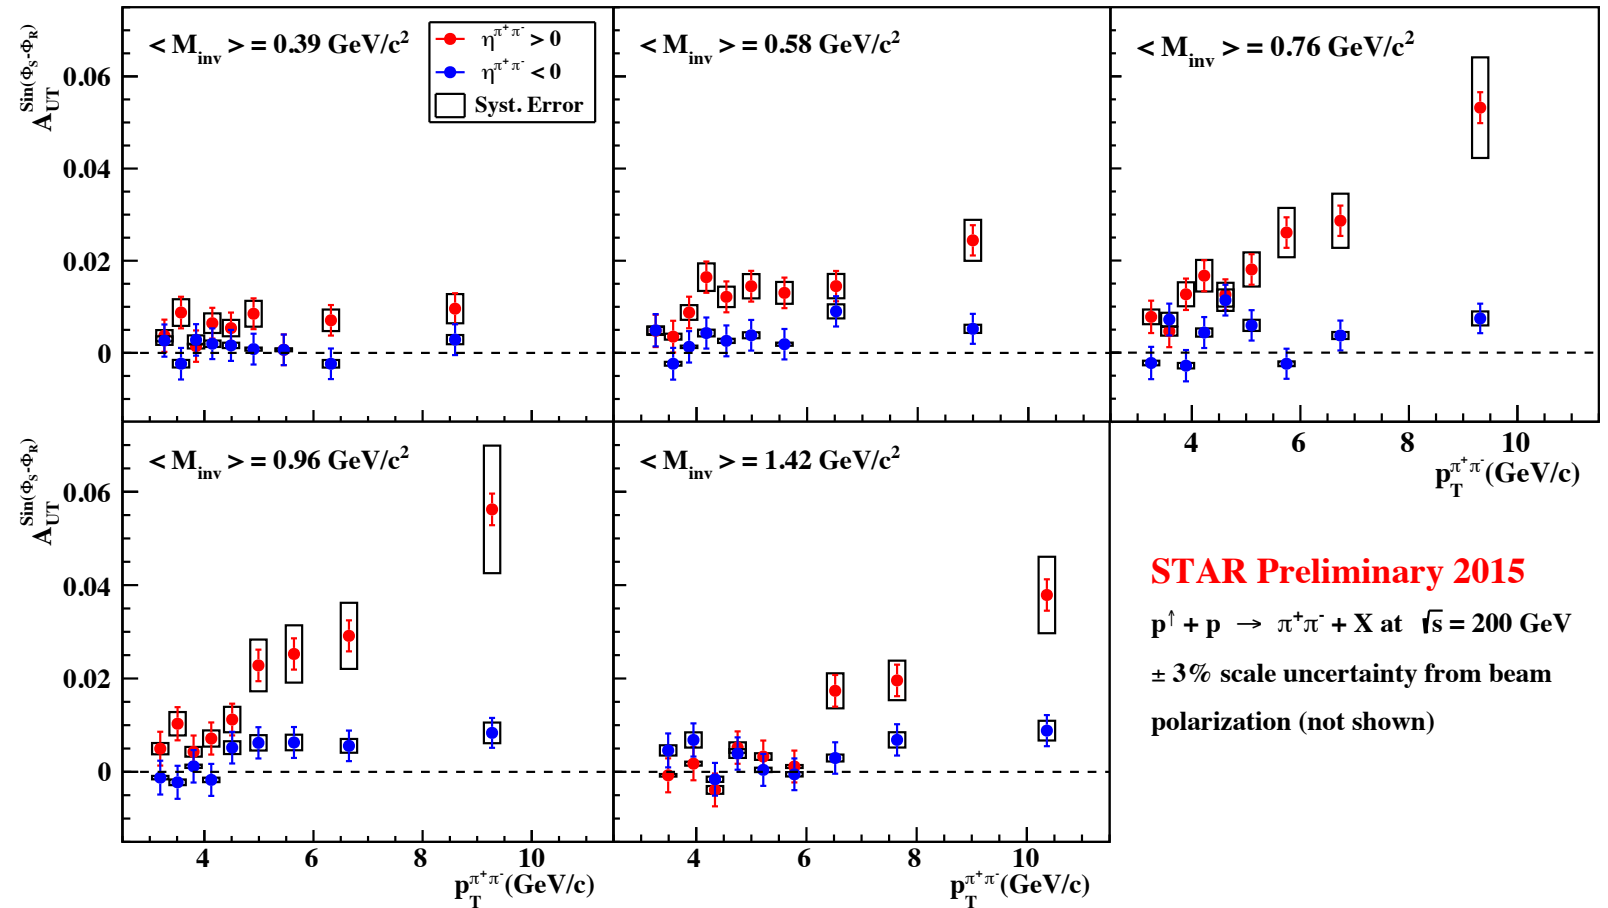 A_UT^Sin(Φ_S-Φ_R)
< M_inv > = 0.39 GeV/c²
η^π⁺π⁻ > 0
η^π⁺π⁻ < 0
Syst. Error
< M_inv > = 0.58 GeV/c²
< M_inv > = 0.76 GeV/c²
0.06
0.04
0.02
0
4 6 8 10
p_T^π⁺π⁻(GeV/c)
A_UT^Sin(Φ_S-Φ_R)
< M_inv > = 0.96 GeV/c²
< M_inv > = 1.42 GeV/c²
0.06
0.04
0.02
0
4 6 8 10
4 6 8 10
p_T^π⁺π⁻(GeV/c)
p_T^π⁺π⁻(GeV/c)
STAR Preliminary 2015
p^↑ + p → π⁺π⁻ + X at √s = 200 GeV
± 3% scale uncertainty from beam
polarization (not shown)